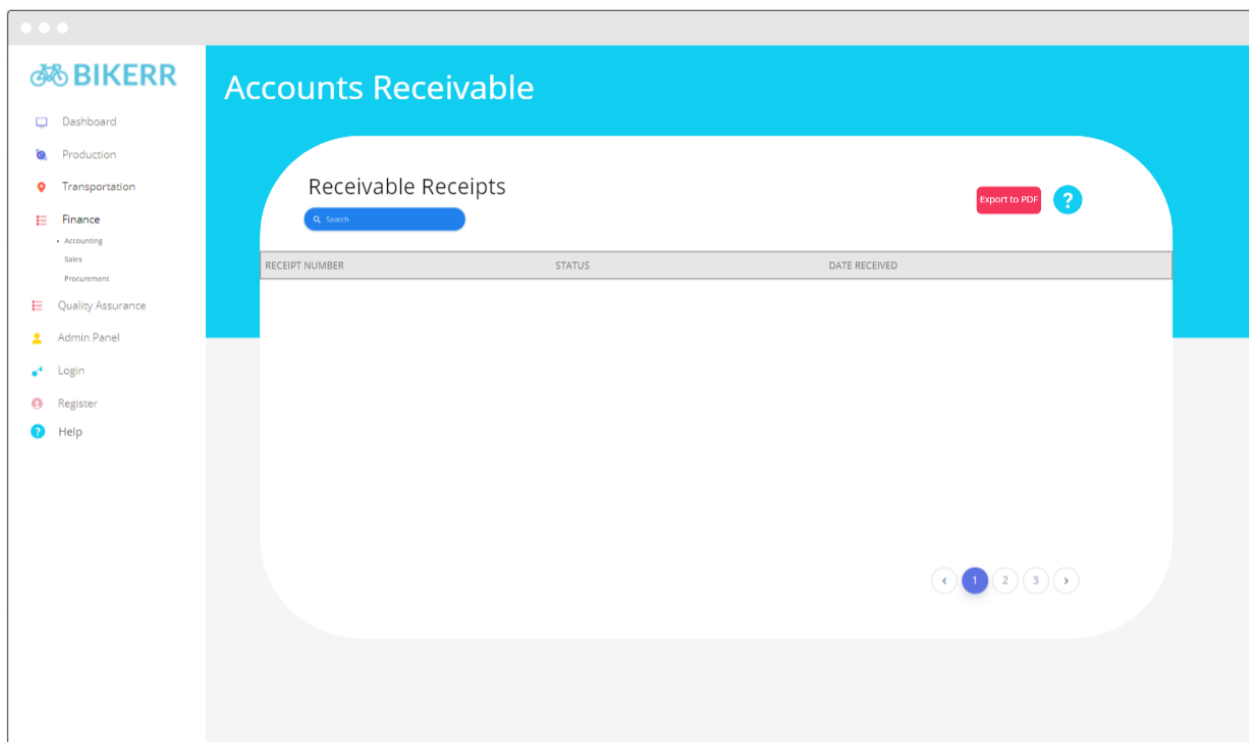 BIKERR
Dashboard
Production
Transportation
Finance
Accounting
Sales
Procurement
Quality Assurance
Admin Panel
Login
Register
? Help
Accounts Receivable
Receivable Receipts
Search
Export to PDF ?
RECEIPT NUMBER STATUS DATE RECEIVED
‹ 1 2 3 ›